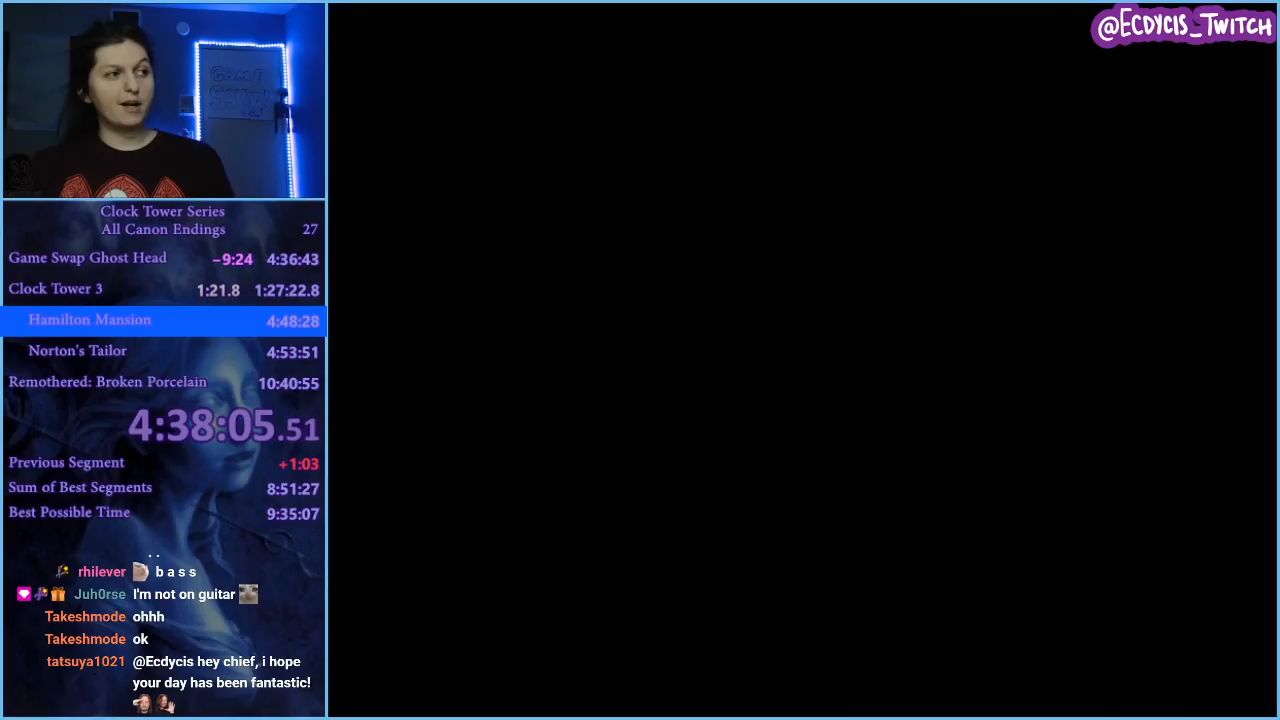 @ECDYCIS_TWITCH
GAME
Clock Tower Series
All Canon Endings 27
Game Swap Ghost Head −9:24 4:36:43
Clock Tower 3 1:21.8 1:27:22.8
Hamilton Mansion 4:48:28
Norton's Tailor 4:53:51
Remothered: Broken Porcelain 10:40:55
4:38:05.51
Previous Segment +1:03
Sum of Best Segments 8:51:27
Best Possible Time 9:35:07
. .
rhilever b a s s
Juh0rse I'm not on guitar
Takeshmode ohhh
Takeshmode ok
tatsuya1021 @Ecdycis hey chief, i hope
your day has been fantastic!